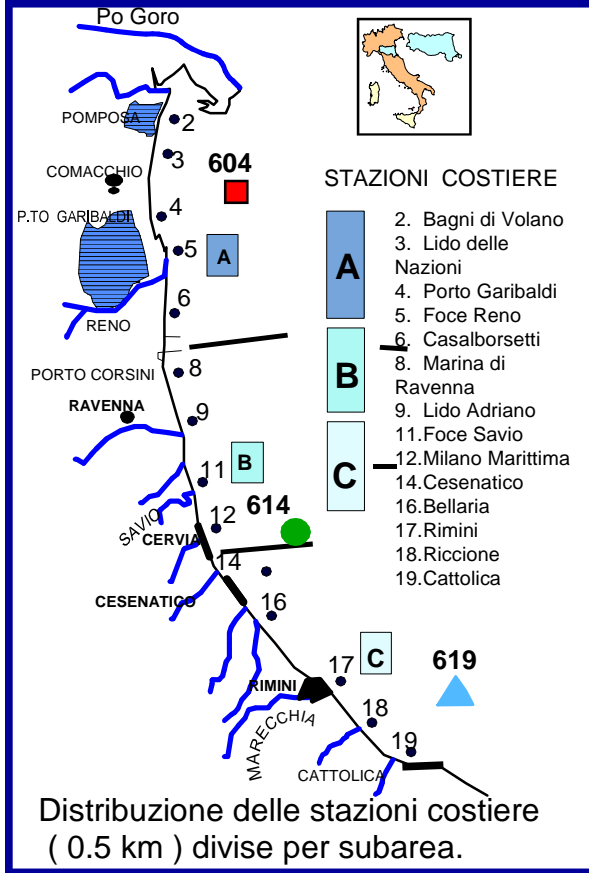 Po Goro
POMPOSA
2
3
604
COMACCHIO
4
P.TO GARIBALDI
5
A
6
RENO
8
PORTO CORSINI
RAVENNA
9
11
B
SAVIO
12
614
CERVIA
14
CESENATICO
16
17
C
619
RIMINI
MARECCHIA
18
19
CATTOLICA
STAZIONI COSTIERE
A
B
C
2. Bagni di Volano
3. Lido delle
Nazioni
4. Porto Garibaldi
5. Foce Reno
6. Casalborsetti
8. Marina di
Ravenna
9. Lido Adriano
11.Foce Savio
12.Milano Marittima
14.Cesenatico
16.Bellaria
17.Rimini
18.Riccione
19.Cattolica
Distribuzione delle stazioni costiere
( 0.5 km ) divise per subarea.